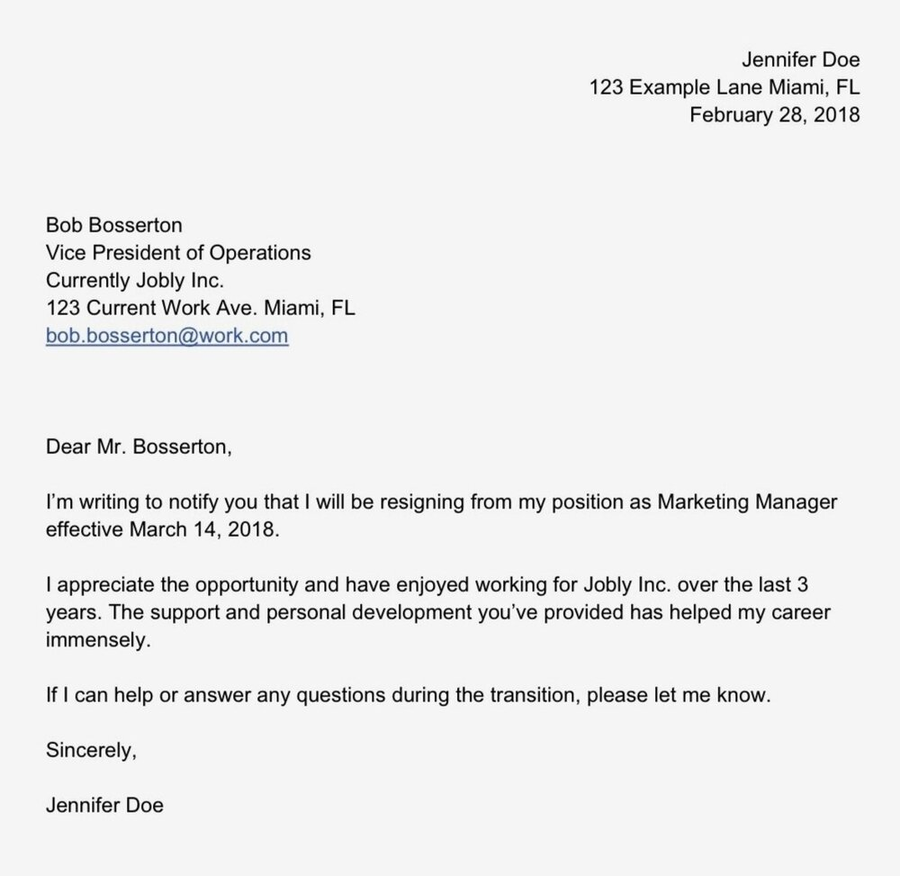 Jennifer Doe
123 Example Lane Miami, FL
February 28, 2018
Bob Bosserton
Vice President of Operations
Currently Jobly Inc.
123 Current Work Ave. Miami, FL
bob.bosserton@work.com
Dear Mr. Bosserton,
I’m writing to notify you that I will be resigning from my position as Marketing Manager
effective March 14, 2018.
I appreciate the opportunity and have enjoyed working for Jobly Inc. over the last 3
years. The support and personal development you’ve provided has helped my career
immensely.
If I can help or answer any questions during the transition, please let me know.
Sincerely,
Jennifer Doe